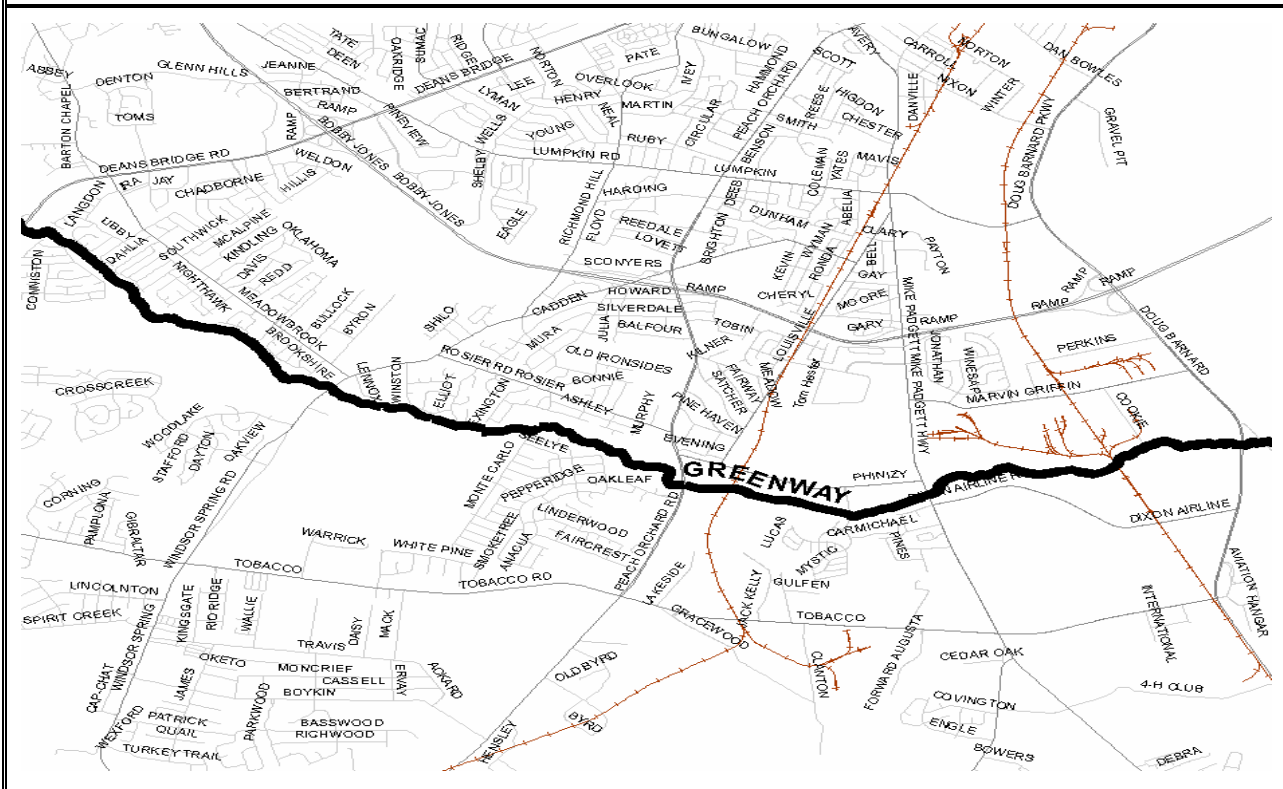 TATE
DEEN
OAKRIDGE
SUMAC
RIDGE
MORTON
PATE
BUNGALOW
HAMMOND
AVERY
CARROLL
NORTON
DAN BOWLES
ABBEY
DENTON
GLENN HILLS
JEANNE
DEANS BRIDGE
LEE
OVERLOOK
IVEY
PEACH ORCHARD
SCOTT
NIXON
WINTER
BERTRAND
RAMP
LYMAN
HENRY
NEAL
MARTIN
CIRCULAR
REESE
HIGDON
DANVILLE
GRAVEL PIT
TOMS
BARTON CHAPEL
RAMP
BOBBY JONES
PINEVIEW
WELLS
YOUNG
RUBY
BENSON
SMITH
CHESTER
DOUG BARNARD PKWY
DEANS BRIDGE RD
WELDON
BOBBY JONES
SHELBY
LUMPKIN RD
LUMPKIN
COLEMAN
YATES
MAVIS
LANGDON
IRA
JAY
CHADBORNE
HILLIS
HARDING
DEES
ABELIA
LIBBY
DAHLIA
SOUTHWICK
MCALPINE
KINDLING
OKLAHOMA
EAGLE
RICHMOND HILL
FLOYD
REEDALE
LOVETT
BRIGHTON
DUNHAM
WYMAN
CLARY
PAYTON
CONNISTON
NIGHTHAWK
DAVIS
REDD
SCONYERS
KEVIN
RONDA
BELL
GAY
MEADOWBROOK
BULLOCK
BYRON
SHILO
CADDEN
HOWARD
RAMP
CHERYL
MOORE
MIKE PADGETT
RAMP
RAMP
RAMP
SILVERDALE
JULIA
BALFOUR
TOBIN
LOUISVILLE
GARY
RAMP
DOUG BARNARD
BROOKSHIRE
MURA
KILNER
JONATHAN
PERKINS
ROSIER RD
ROSIER
OLD IRONSIDES
FAIRWAY
MEADOW
Tom Hester
WINESAP
CROSSCREEK
LENNOX
WINSTON
ELLIOT
LEXINGTON
BONNIE
SATCHER
MIKE PADGETT HWY
MARVIN GRIFFIN
COOKE
WOODLAKE
STAFFORD
DAYTON
OAKVIEW
ASHLEY
MURPHY
PINE HAVEN
EVENING
SEELYE
MONTE CARLO
PEPPERIDGE
OAKLEAF
GREENWAY
PHINIZY
DIXON AIRLINE
CORNING
PAMPLONA
GIBRALTAR
WINDSOR SPRING RD
LINDERWOOD
LUCAS
CARMICHAEL
DIXON AIRLINE
WARRICK
WHITE PINE
SMOKETREE
ANAGUA
FAIRCREST
PEACH ORCHARD RD
MYSTIC
PINES
TOBACCO
TOBACCO RD
LAKESIDE
GULFEN
LINCOLNTON
AVIATION HANGAR
SPIRIT CREEK
WINDSOR SPRING
KINGSGATE
RIO RIDGE
WALLIE
DAISY
MACK
GRACEWOOD
JACK KELLY
TOBACCO
INTERNATIONAL
TRAVIS
OKETO
MONCRIEF
CASSELL
ERVAY
ACKARD
OLD BYRD
CLANTON
FORWARD AUGUSTA
CEDAR OAK
CAP-CHAT
JAMES
BOYKIN
4-H CLUB
PATRICK
QUAIL
PARKWOOD
BASSWOOD
RICHWOOD
BYRD
COVINGTON
ENGLE
WEXFORD
TURKEY TRAIL
HENSLEY
BOWERS
DEBRA